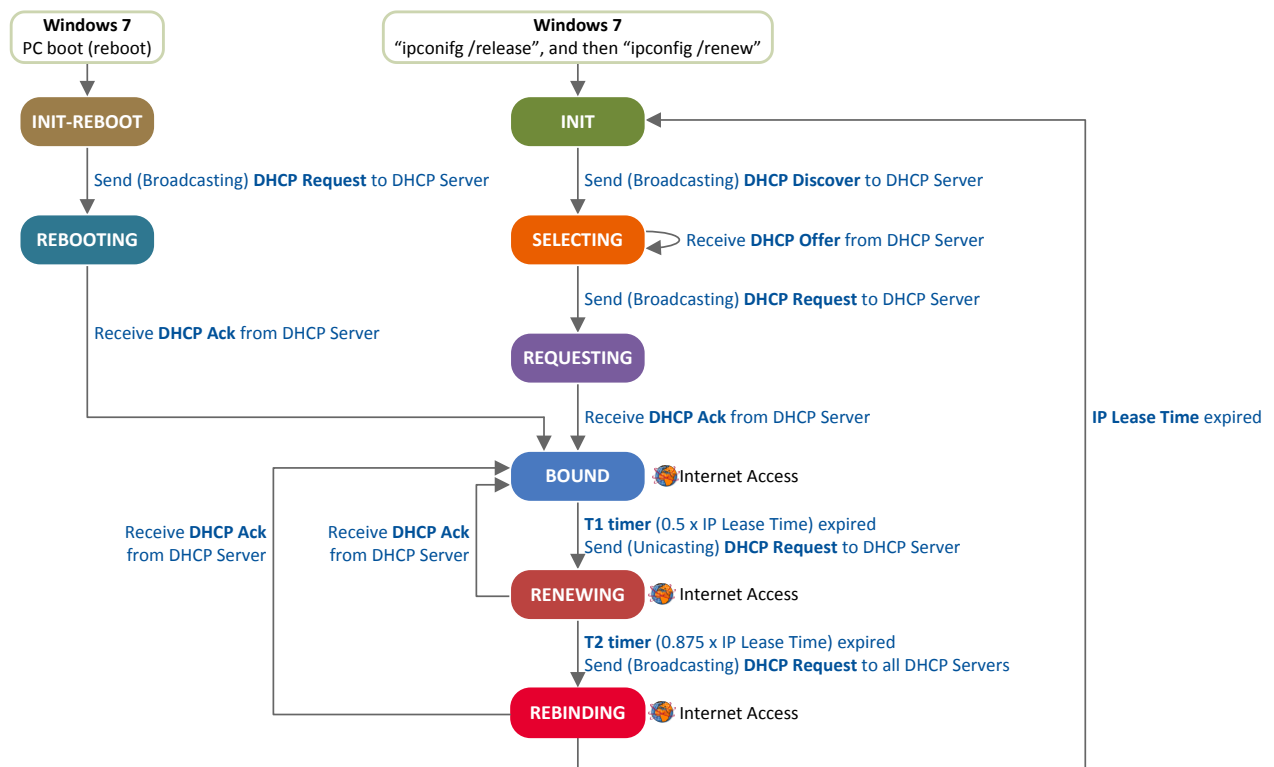 Windows 7
PC boot (reboot)
Windows 7
“ipconifg /release”, and then “ipconfig /renew”
INIT-REBOOT
INIT
Send (Broadcasting) DHCP Request to DHCP Server
Send (Broadcasting) DHCP Discover to DHCP Server
REBOOTING
SELECTING
Receive DHCP Offer from DHCP Server
Send (Broadcasting) DHCP Request to DHCP Server
Receive DHCP Ack from DHCP Server
REQUESTING
Receive DHCP Ack from DHCP Server
IP Lease Time expired
BOUND
Internet Access
Receive DHCP Ack
from DHCP Server
Receive DHCP Ack
from DHCP Server
T1 timer (0.5 x IP Lease Time) expired
Send (Unicasting) DHCP Request to DHCP Server
RENEWING
Internet Access
T2 timer (0.875 x IP Lease Time) expired
Send (Broadcasting) DHCP Request to all DHCP Servers
REBINDING
Internet Access